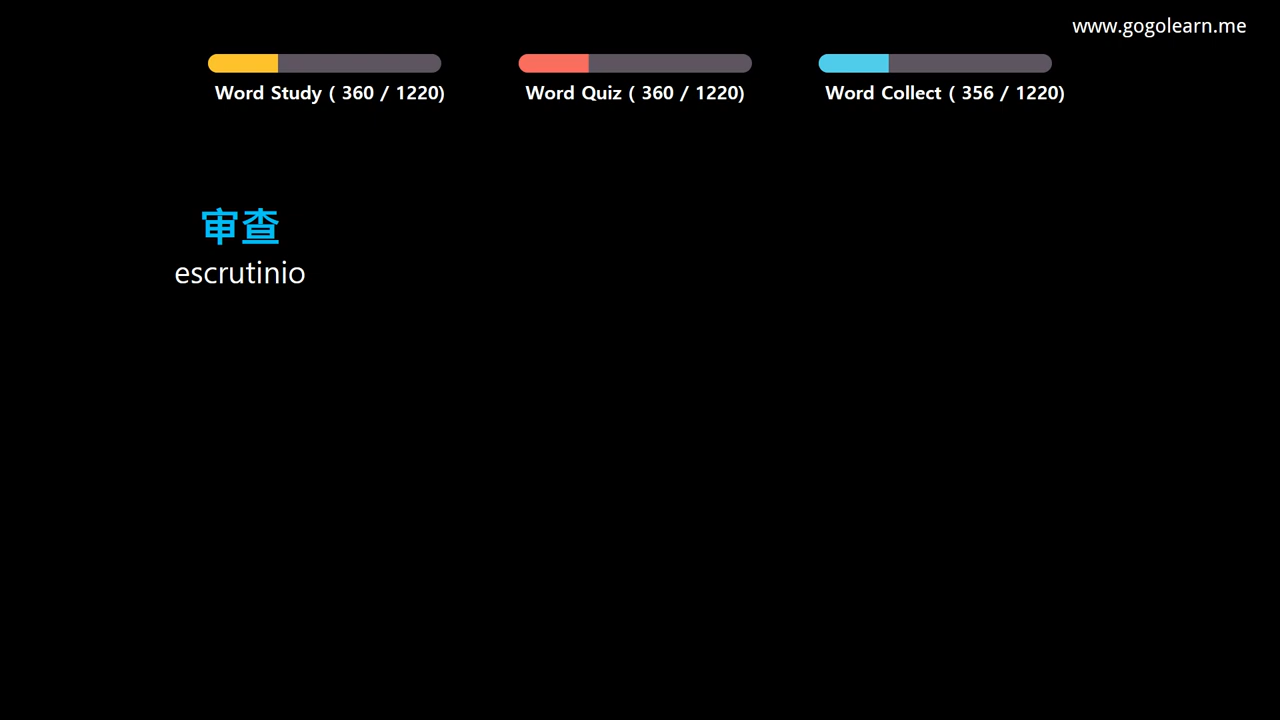 www.gogolearn.me
Word Study ( 360 / 1220)
Word Quiz ( 360 / 1220)
Word Collect ( 356 / 1220)
审查
escrutinio